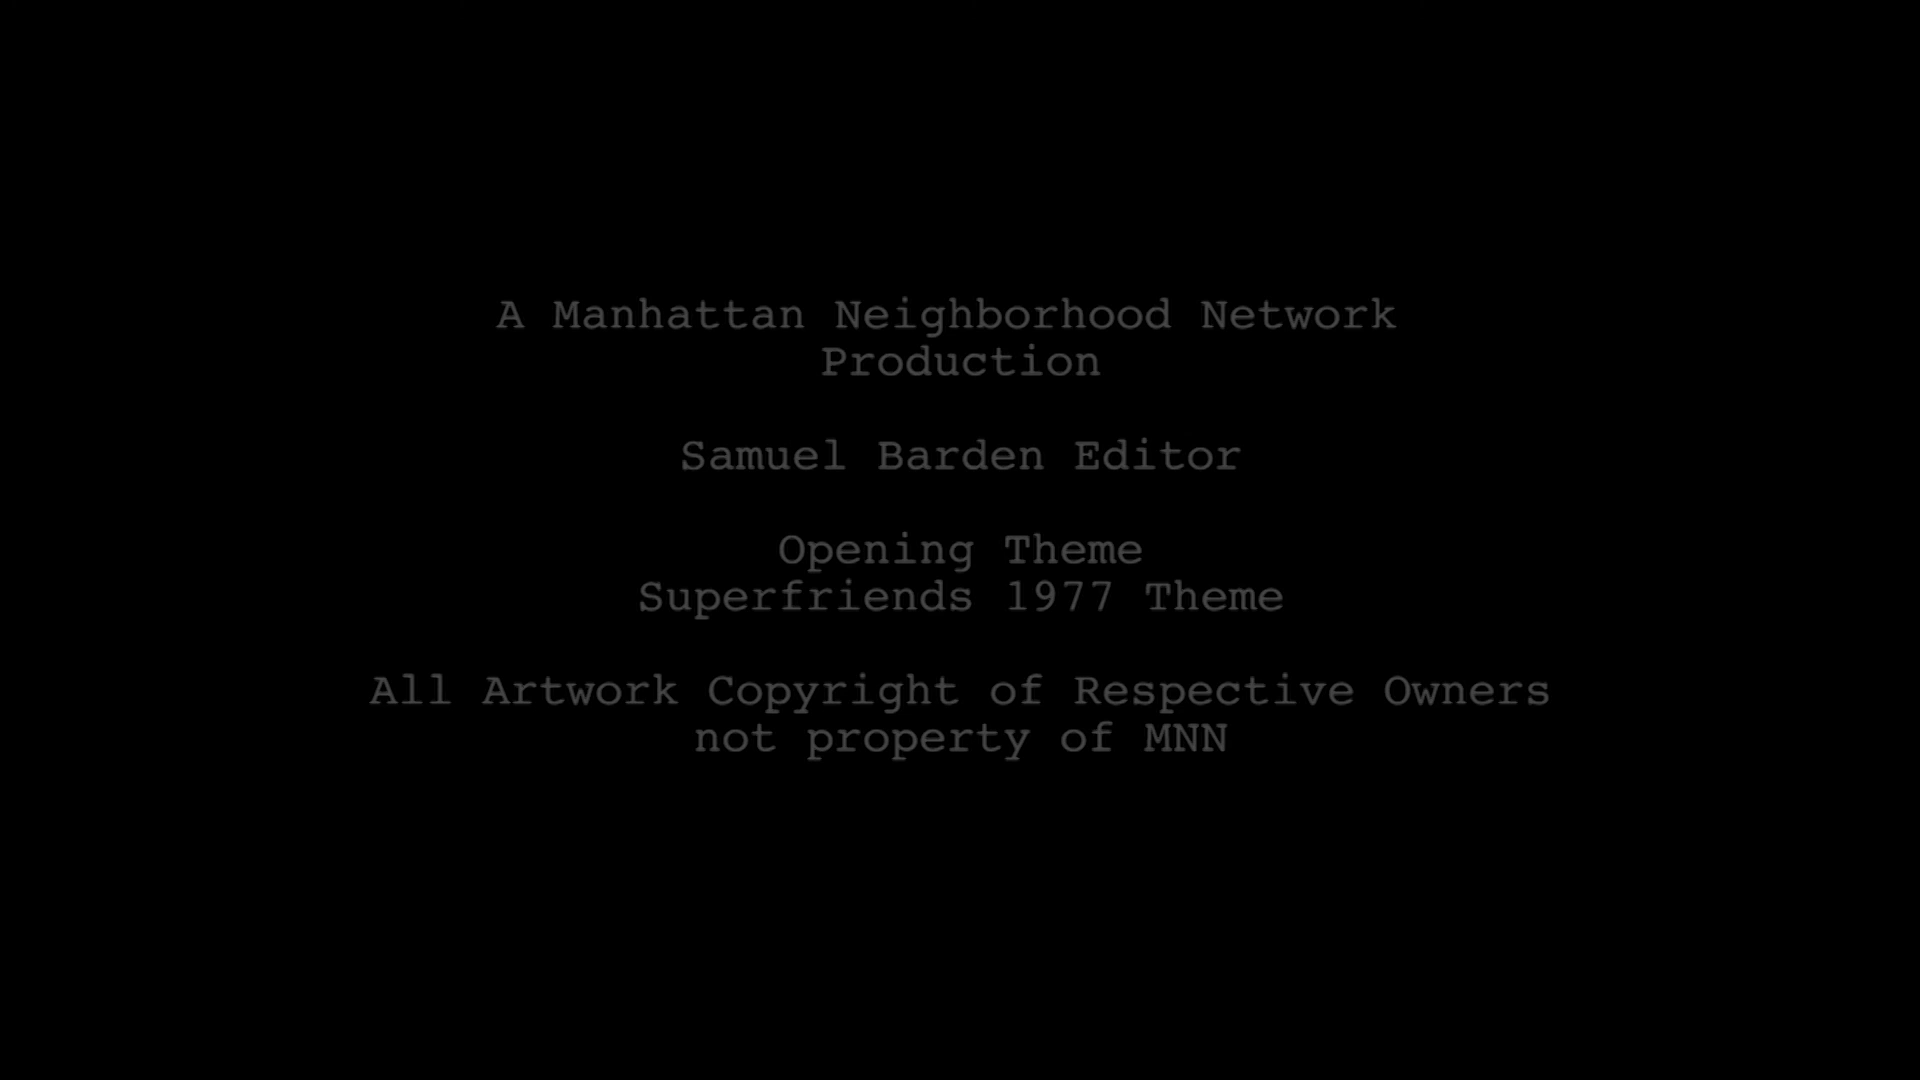 A Manhattan Neighborhood Network
Production
Samuel Barden Editor
Opening Theme
Superfriends 1977 Theme
All Artwork Copyright of Respective Owners
not property of MNN